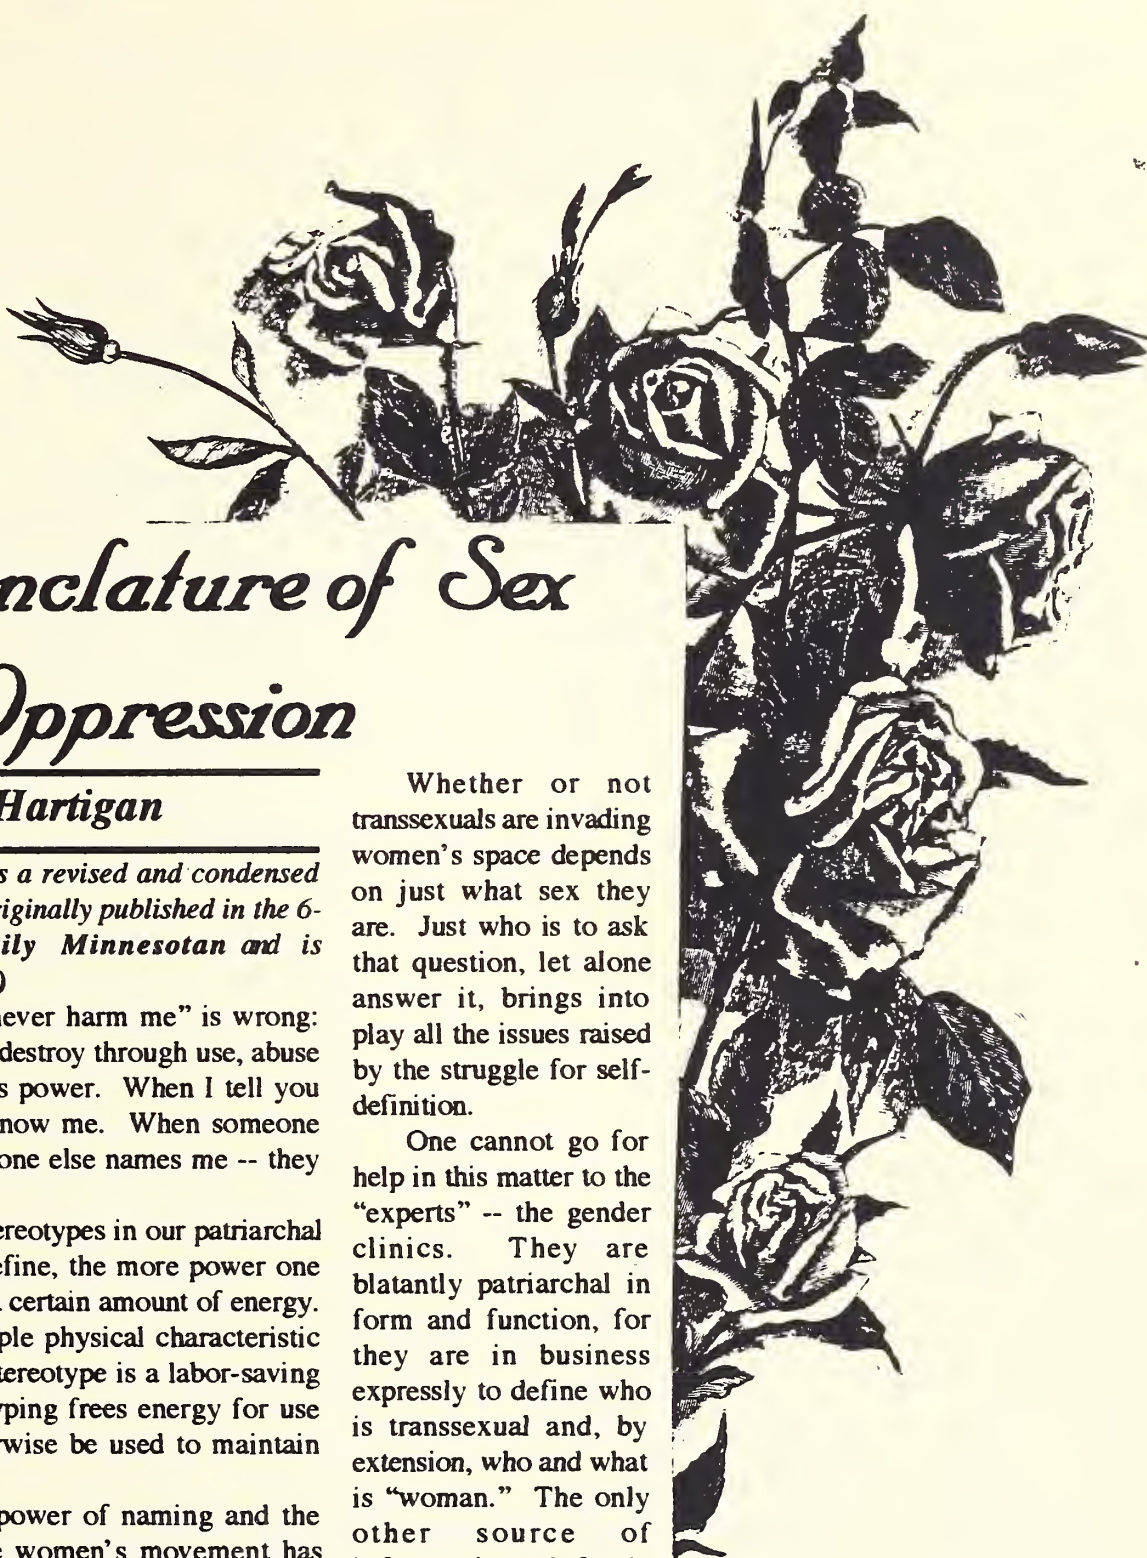 nclature of Sex
Oppression
Hartigan
s a revised and condensed
riginally published in the 6-
ily Minnesotan and is
)
never harm me” is wrong:
destroy through use, abuse
s power. When I tell you
now me. When someone
one else names me -- they
ereotypes in our patriarchal
efine, the more power one
certain amount of energy.
ple physical characteristic
tereotype is a labor-saving
ping frees energy for use
wise be used to maintain
power of naming and the
women’s movement has
Whether or not
transsexuals are invading
women’s space depends
on just what sex they
are. Just who is to ask
that question, let alone
answer it, brings into
play all the issues raised
by the struggle for self-
definition.
One cannot go for
help in this matter to the
“experts” -- the gender
clinics. They are
blatantly patriarchal in
form and function, for
they are in business
expressly to define who
is transsexual and, by
extension, who and what
is “woman.” The only
other source of